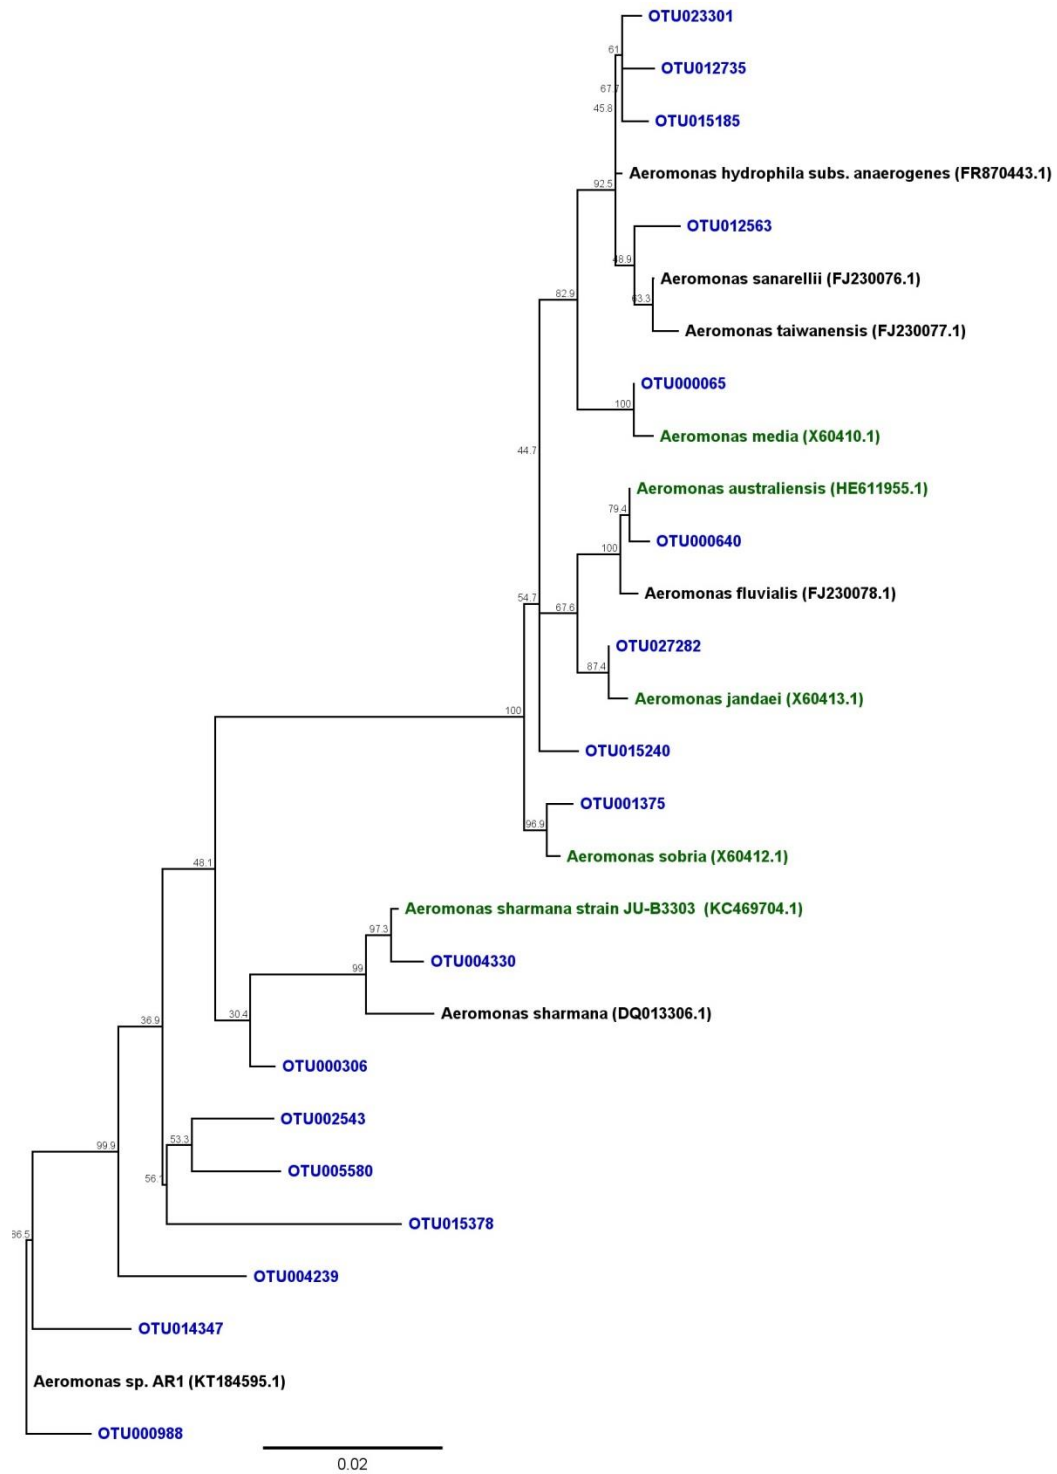 OTU023301
61
OTU012735
67.7
45.8
OTU015185
Aeromonas hydrophila subs. anaerogenes (FR870443.1)
92.5
OTU012563
48.9
Aeromonas sanarellii (FJ230076.1)
82.9
63.3
Aeromonas taiwanensis (FJ230077.1)
OTU000065
100
Aeromonas media (X60410.1)
44.7
Aeromonas australiensis (HE611955.1)
79.4
OTU000640
100
Aeromonas fluvialis (FJ230078.1)
54.7
67.6
OTU027282
87.4
Aeromonas jandaei (X60413.1)
100
OTU015240
OTU001375
96.9
Aeromonas sobria (X60412.1)
48.1
Aeromonas sharmana strain JU-B3303 (KC469704.1)
97.3
OTU004330
99
Aeromonas sharmana (DQ013306.1)
30.4
36.9
OTU000306
OTU002543
53.3
99.9
OTU005580
56.1
OTU015378
36.5
OTU004239
OTU014347
Aeromonas sp. AR1 (KT184595.1)
OTU000988
0.02